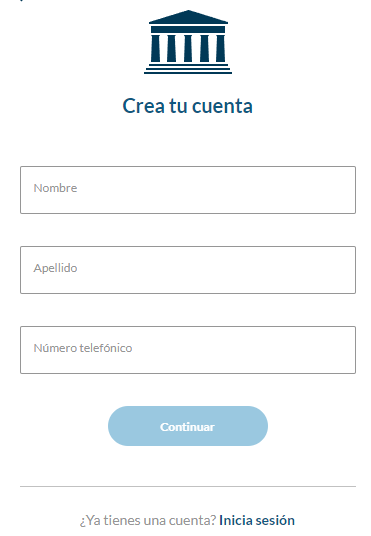 Crea tu cuenta
Nombre
Apellido
Número telefónico
Continuar
¿Ya tienes una cuenta? Inicia sesión